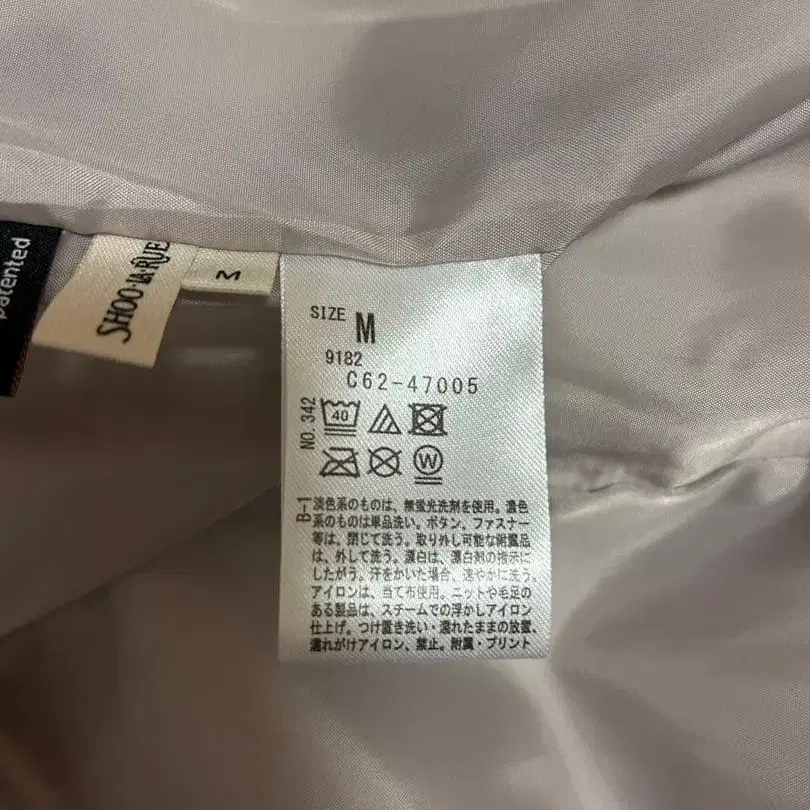 patented
SHOO·LA·RUE
M
SIZE M
9182
C62-47005
NO.342
40
W
B-1
淡色系のものは、無蛍光洗剤を使用。濃色
系のものは単品洗い。ボタン、ファスナー
等は、閉じて洗う。取り外し可能な附属品
は、外して洗う。漂白は、漂白剤の指示に
したがう。汗をかいた場合、速やかに洗う。
アイロンは、当て布使用。ニットや毛足の
ある製品は、スチームでの浮かしアイロン
仕上げ。つけ置き洗い・濡れたままの放置、
濡れがけアイロン、禁止。附属・プリント